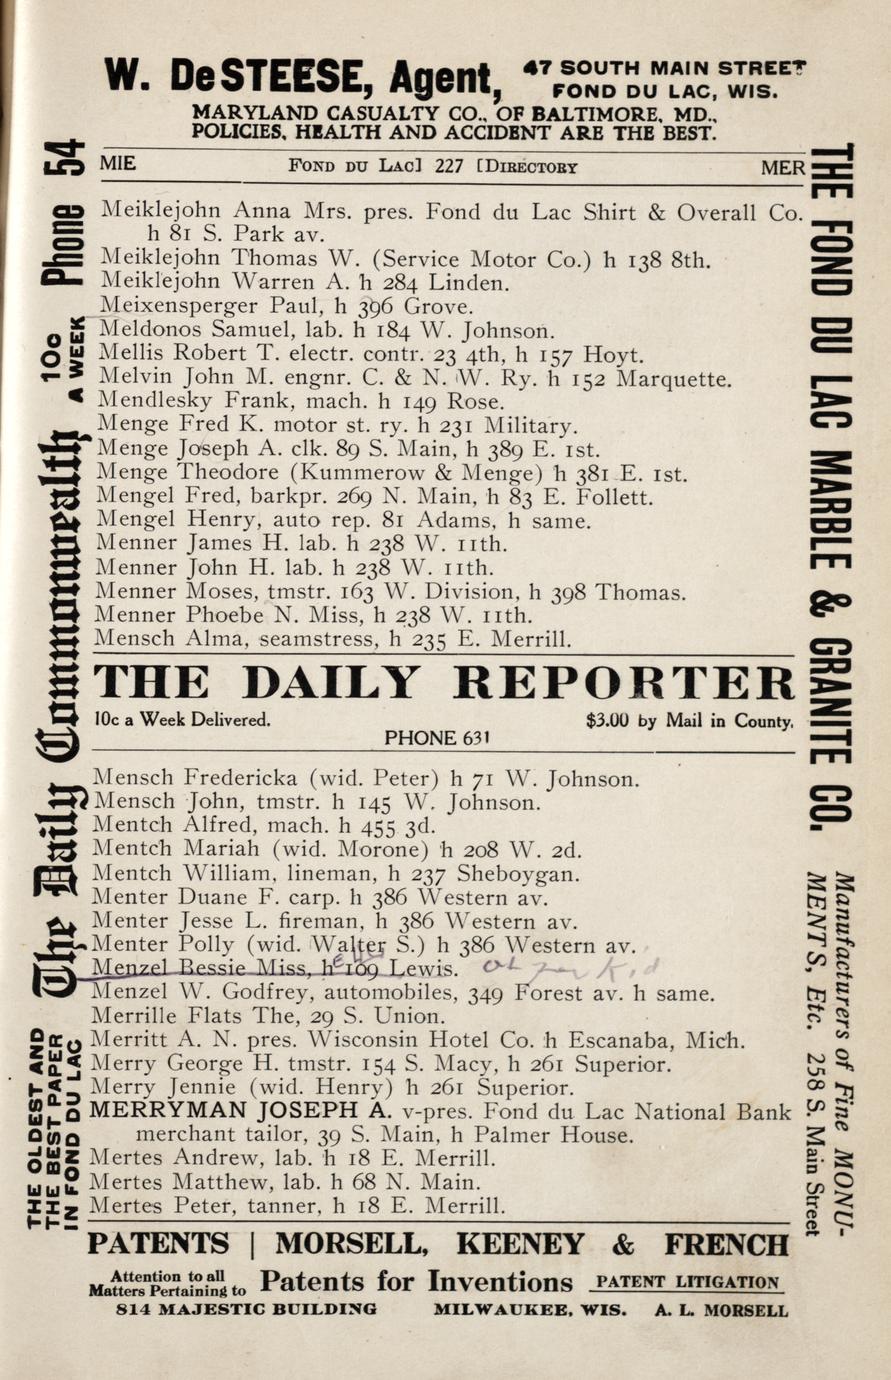 W. DeSTEESE, Agent, 47 SOUTH MAIN STREET
FOND DU LAC, WIS.
MARYLAND CASUALTY CO., OF BALTIMORE, MD.,
POLICIES, HEALTH AND ACCIDENT ARE THE BEST.
MIE FOND DU LAC] 227 [DIRECTORY MER
Meiklejohn Anna Mrs. pres. Fond du Lac Shirt & Overall Co.
h 81 S. Park av.
Meiklejohn Thomas W. (Service Motor Co.) h 138 8th.
Meiklejohn Warren A. h 284 Linden.
Meixensperger Paul, h 396 Grove.
Meldonos Samuel, lab. h 184 W. Johnson.
Mellis Robert T. electr. contr. 23 4th, h 157 Hoyt.
Melvin John M. engnr. C. & N. W. Ry. h 152 Marquette.
Mendlesky Frank, mach. h 149 Rose.
Menge Fred K. motor st. ry. h 231 Military.
Menge Joseph A. clk. 89 S. Main, h 389 E. 1st.
Menge Theodore (Kummerow & Menge) h 381 E. 1st.
Mengel Fred, barkpr. 269 N. Main, h 83 E. Follett.
Mengel Henry, auto rep. 81 Adams, h same.
Menner James H. lab. h 238 W. 11th.
Menner John H. lab. h 238 W. 11th.
Menner Moses, tmstr. 163 W. Division, h 398 Thomas.
Menner Phoebe N. Miss, h 238 W. 11th.
Mensch Alma, seamstress, h 235 E. Merrill.
THE DAILY REPORTER
10c a Week Delivered. $3.00 by Mail in County.
PHONE 631
Mensch Fredericka (wid. Peter) h 71 W. Johnson.
Mensch John, tmstr. h 145 W. Johnson.
Mentch Alfred, mach. h 455 3d.
Mentch Mariah (wid. Morone) h 208 W. 2d.
Mentch William, lineman, h 237 Sheboygan.
Menter Duane F. carp. h 386 Western av.
Menter Jesse L. fireman, h 386 Western av.
Menter Polly (wid. Walter S.) h 386 Western av.
Menzel Bessie Miss, h 109 Lewis.
Menzel W. Godfrey, automobiles, 349 Forest av. h same.
Merrille Flats The, 29 S. Union.
Merritt A. N. pres. Wisconsin Hotel Co. h Escanaba, Mich.
Merry George H. tmstr. 154 S. Macy, h 261 Superior.
Merry Jennie (wid. Henry) h 261 Superior.
MERRYMAN JOSEPH A. v-pres. Fond du Lac National Bank
merchant tailor, 39 S. Main, h Palmer House.
Mertes Andrew, lab. h 18 E. Merrill.
Mertes Matthew, lab. h 68 N. Main.
Mertes Peter, tanner, h 18 E. Merrill.
PATENTS | MORSELL, KEENEY & FRENCH
Attention to all
Matters Pertaining to Patents for Inventions PATENT LITIGATION
814 MAJESTIC BUILDING MILWAUKEE, WIS. A. L. MORSELL
The Daily Commonwealth 10c A WEEK Phone 54
THE OLDEST AND
THE BEST PAPER
IN FOND DU LAC
THE FOND DU LAC MARBLE & GRANITE CO.
Manufacturers of Fine MONU-
MENTS, Etc. 258 S. Main Street